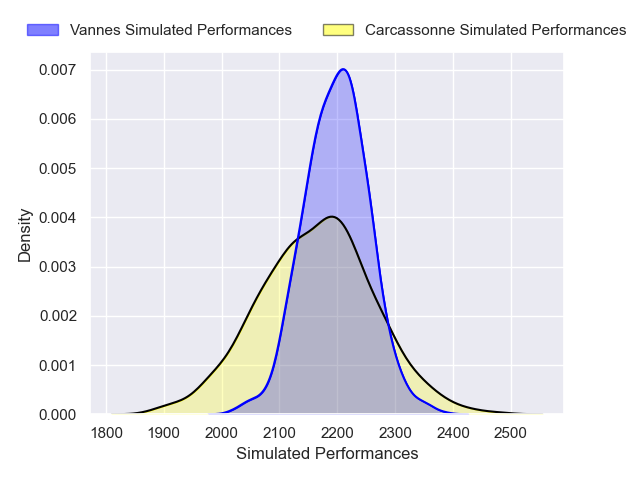 Vannes Simulated Performances Carcassonne Simulated Performances
0.007
0.006
0.005
0.004
0.003
0.002
0.001
0.000
Density
1800 1900 2000 2100 2200 2300 2400 2500
Simulated Performances